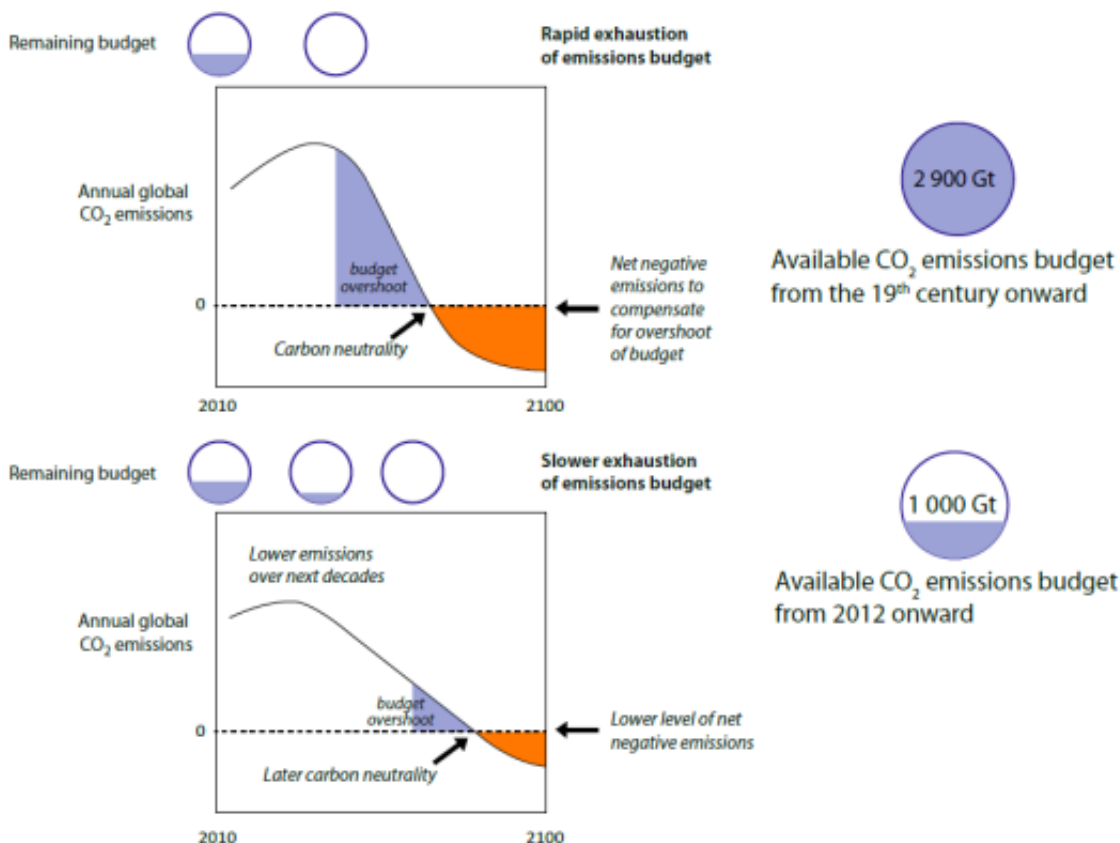 Remaining budget
Rapid exhaustion
of emissions budget
Annual global
CO₂ emissions
budget
overshoot
0
Carbon neutrality
Net negative
emissions to
compensate
for overshoot
of budget
2010
2100
2 900 Gt
Available CO₂ emissions budget
from the 19th century onward
Remaining budget
Slower exhaustion
of emissions budget
Lower emissions
over next decades
Annual global
CO₂ emissions
budget
overshoot
0
Later carbon neutrality
Lower level of net
negative emissions
2010
2100
1 000 Gt
Available CO₂ emissions budget
from 2012 onward